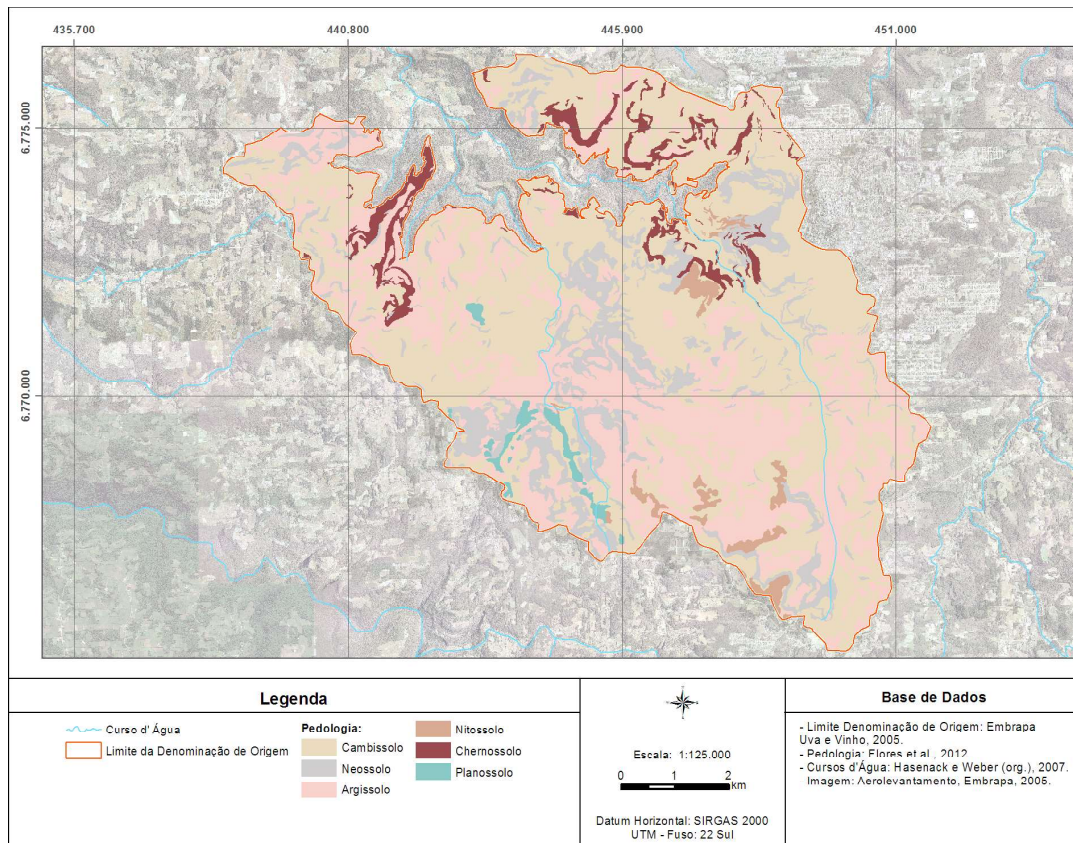 435.700
440.800
445.900
451.000
6.775.000
6.770.000
Legenda
Curso d' Água
Limite da Denominação de Origem
Pedologia:
Cambissolo
Neossolo
Argissolo
Nitossolo
Chernossolo
Planossolo
Escala: 1:125.000
0 1 2
km
Datum Horizontal: SIRGAS 2000
UTM - Fuso: 22 Sul
Base de Dados
- Limite Denominação de Origem: Embrapa
Uva e Vinho, 2005.
- Pedologia: Flores et al., 2012
- Cursos d'Água: Hasenack e Weber (org.), 2007.
Imagem: Aerolevantamento, Embrapa, 2005.